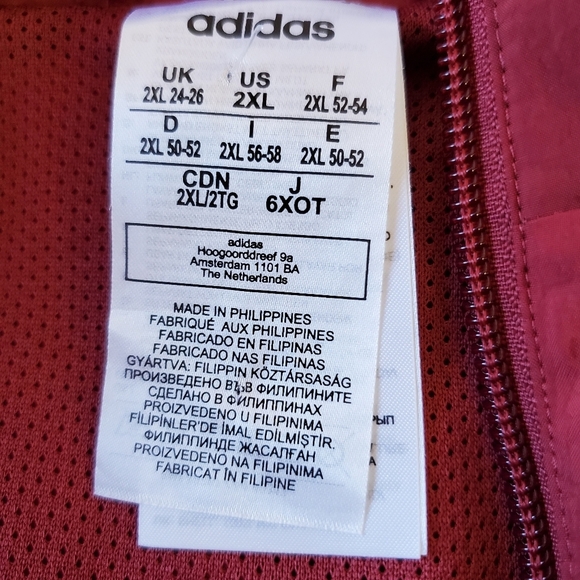 adidas
UK US F
2XL 24-26 2XL 2XL 52-54
D I E
2XL 50-52 2XL 56-58 2XL 50-52
CDN J
2XL/2TG 6XOT
adidas
Hoogoorddreef 9a
Amsterdam 1101 BA
The Netherlands
MADE IN PHILIPPINES
FABRIQUÉ AUX PHILIPPINES
FABRICADO EN FILIPINAS
FABRICADO NAS FILIPINAS
GYÁRTVA: FILIPPIN KÖZTÁRSASÁG
ПРОИЗВЕДЕНО ВЪВ ФИЛИПИНИТЕ
СДЕЛАНО В ФИЛИППИНАХ
PROIZVEDENO U FILIPINIMA
FİLİPİNLER'DE İMAL EDİLMİŞTİR.
ФИЛИППИНДЕ ЖАСАЛҒАН
PROIZVEDENO NA FILIPINIMA
FABRICAT ÎN FILIPINE